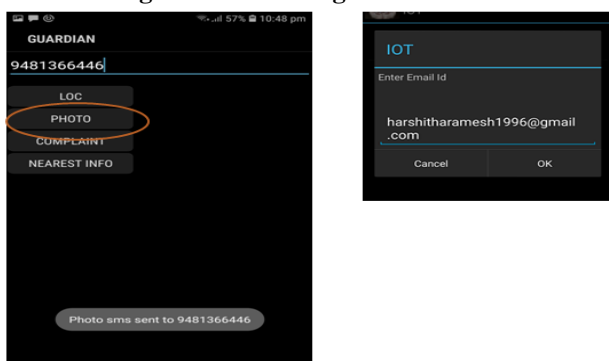 57% 10:48 pm
GUARDIAN
9481366446
LOC
PHOTO
COMPLAINT
NEAREST INFO
Photo sms sent to 9481366446
IOT
Enter Email Id
harshitharamesh1996@gmail
.com
Cancel
OK